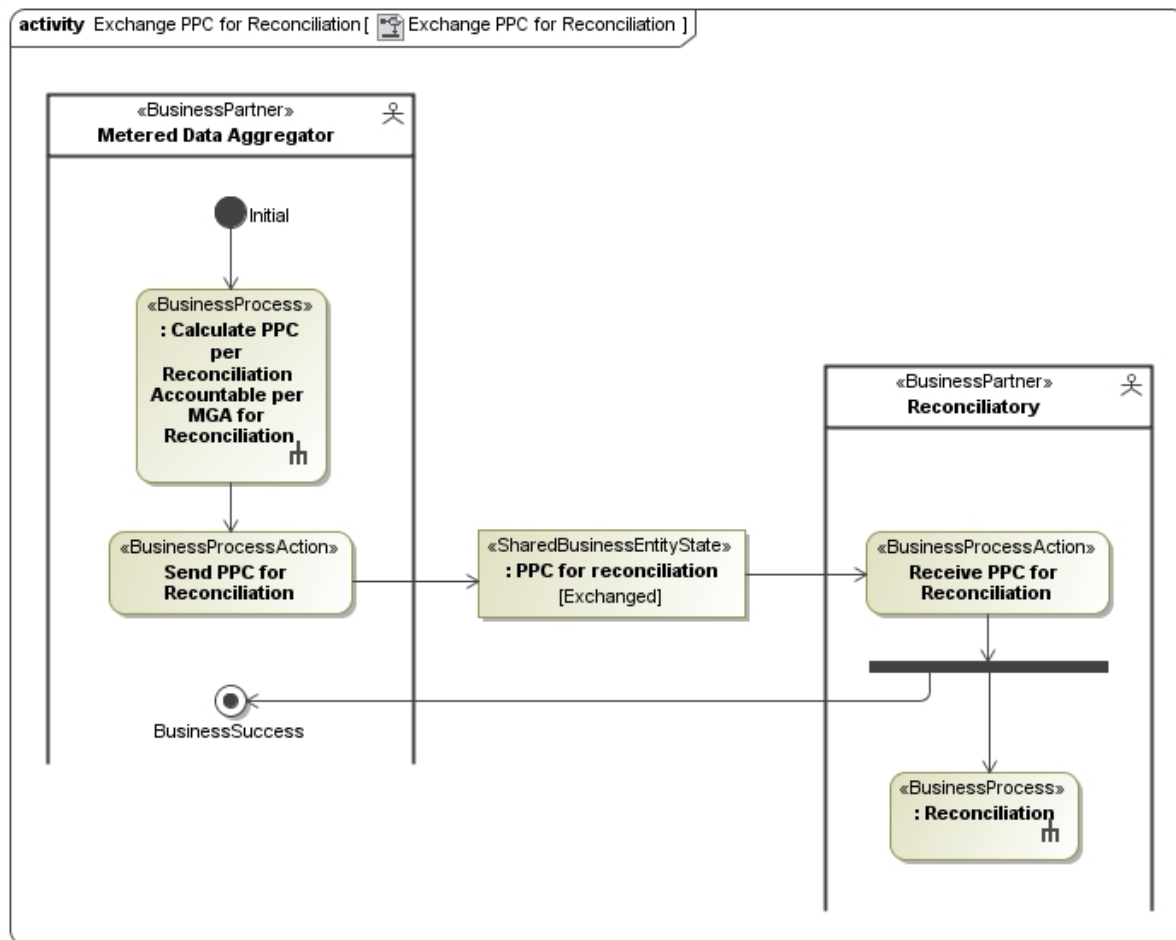 activity Exchange PPC for Reconciliation [ Exchange PPC for Reconciliation ]
«BusinessPartner»
Metered Data Aggregator
Initial
«BusinessProcess»
: Calculate PPC
per
Reconciliation
Accountable per
MGA for
Reconciliation
«BusinessPartner»
Reconciliatory
«BusinessProcessAction»
Send PPC for
Reconciliation
«SharedBusinessEntityState»
: PPC for reconciliation
[Exchanged]
«BusinessProcessAction»
Receive PPC for
Reconciliation
BusinessSuccess
«BusinessProcess»
: Reconciliation